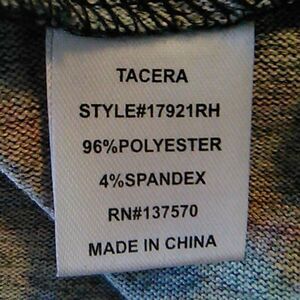 TACERA
STYLE#17921RH
96%POLYESTER
4%SPANDEX
RN#137570
MADE IN CHINA